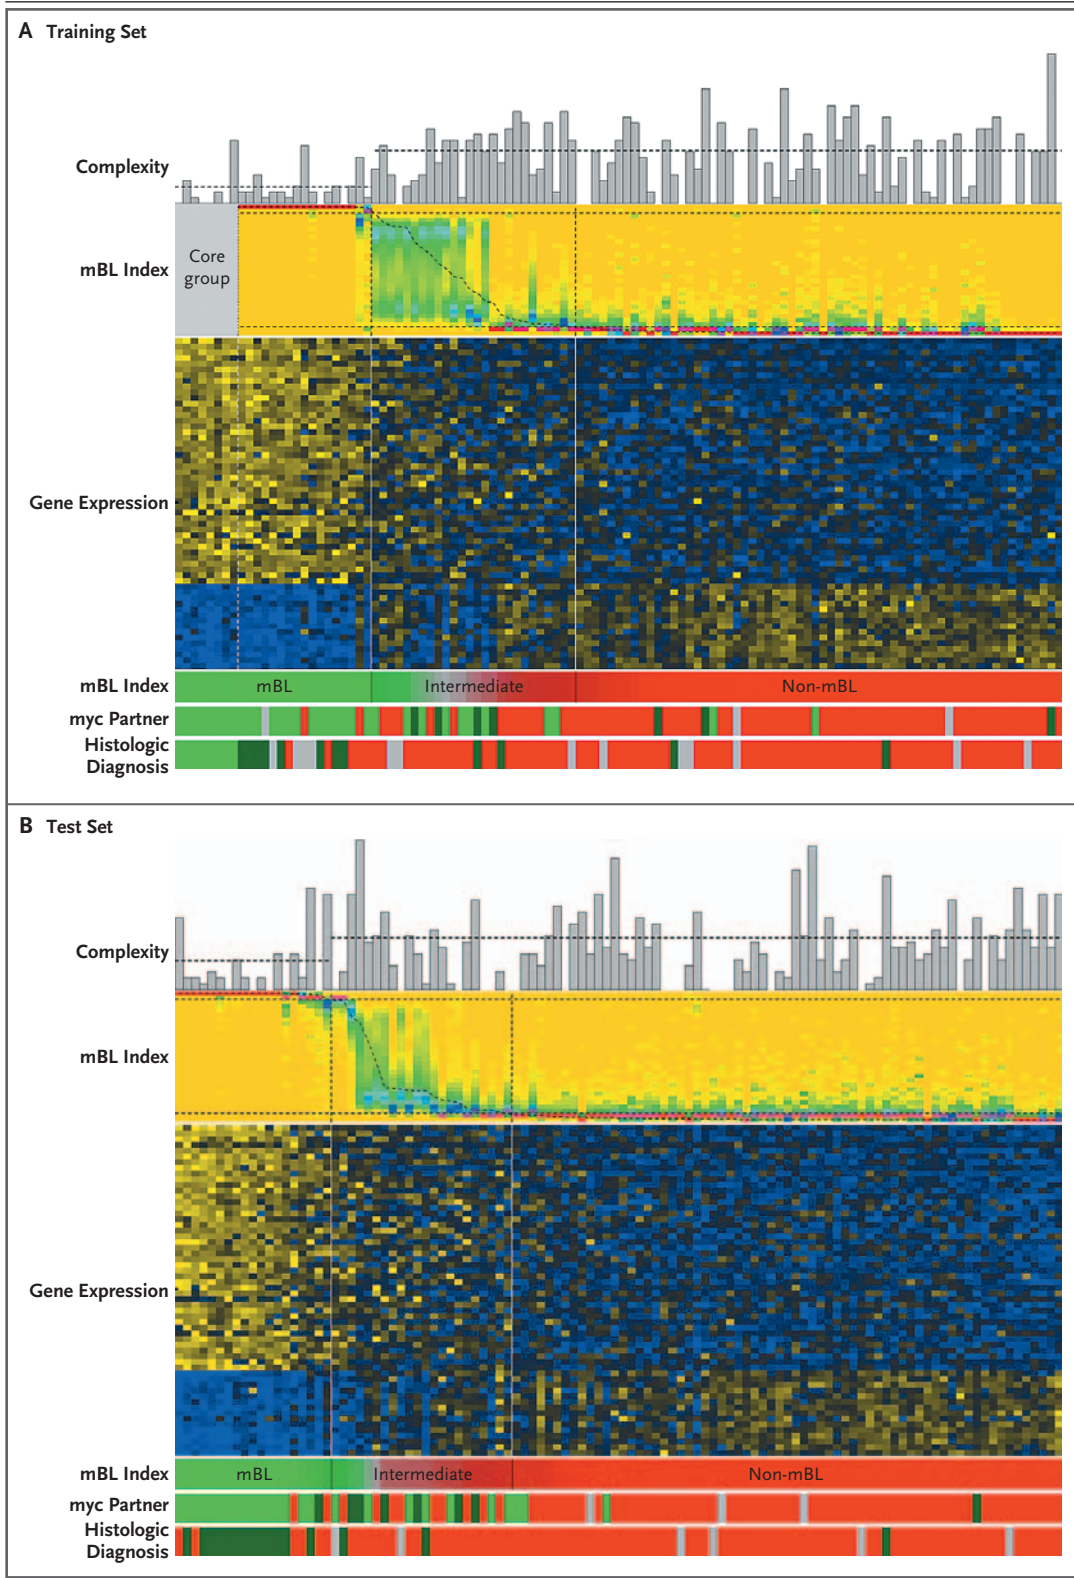 A Training Set
Complexity
Core
group
mBL Index
Gene Expression
mBL Index
mBL
Intermediate
Non-mBL
myc Partner
Histologic
Diagnosis
B Test Set
Complexity
mBL Index
Gene Expression
mBL Index
mBL
Intermediate
Non-mBL
myc Partner
Histologic
Diagnosis